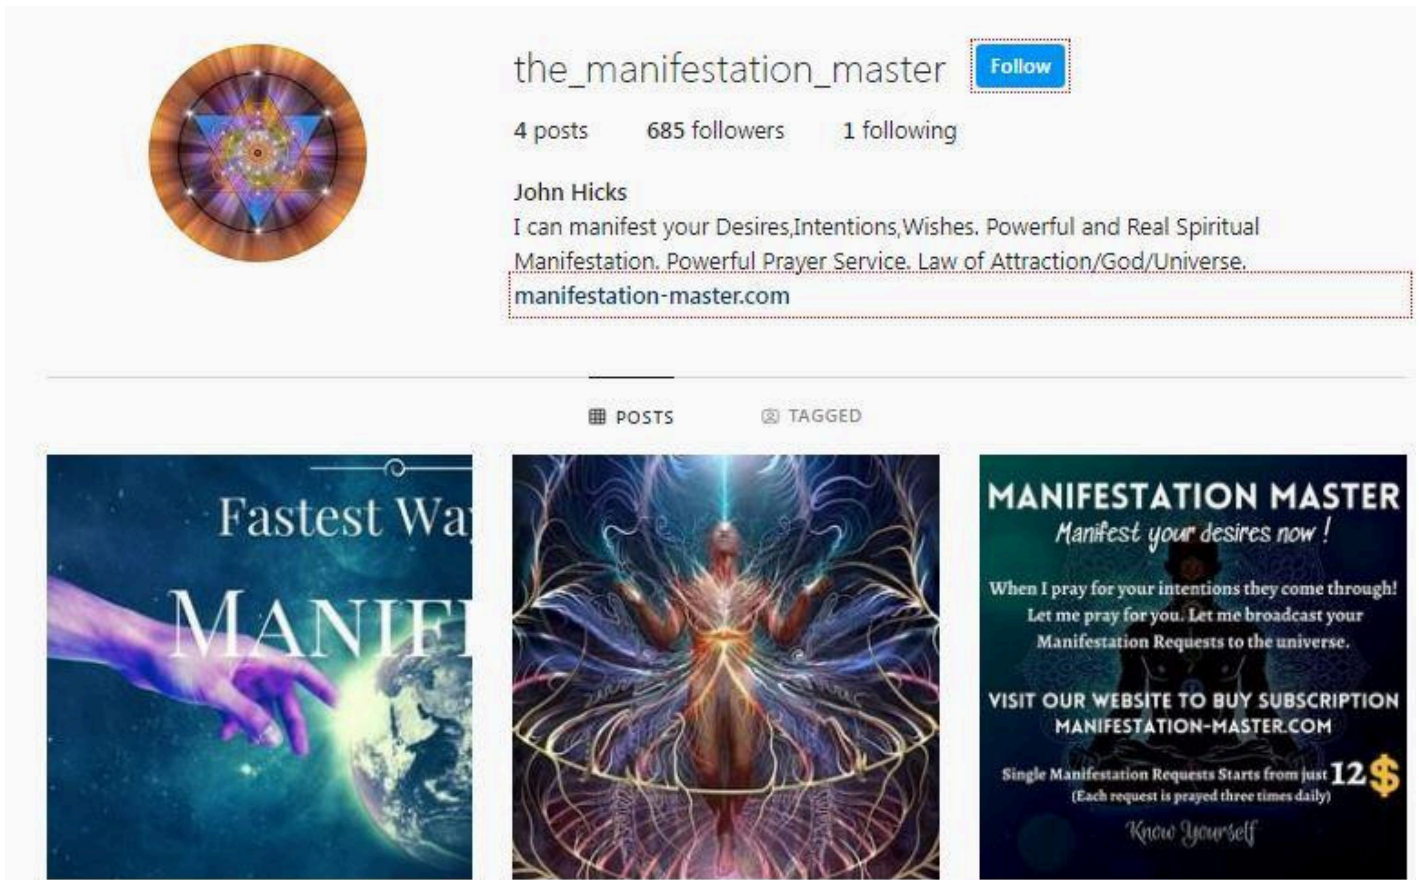 the_manifestation_master Follow
4 posts 685 followers 1 following
John Hicks
I can manifest your Desires,Intentions,Wishes. Powerful and Real Spiritual
Manifestation. Powerful Prayer Service. Law of Attraction/God/Universe.
manifestation-master.com
POSTS TAGGED
Fastest Way
MANIF
MANIFESTATION MASTER
Manifest your desires now !
When I pray for your intentions they come through!
Let me pray for you. Let me broadcast your
Manifestation Requests to the universe.
VISIT OUR WEBSITE TO BUY SUBSCRIPTION
MANIFESTATION-MASTER.COM
Single Manifestation Requests Starts from just 12$
(Each request is prayed three times daily)
Know Yourself